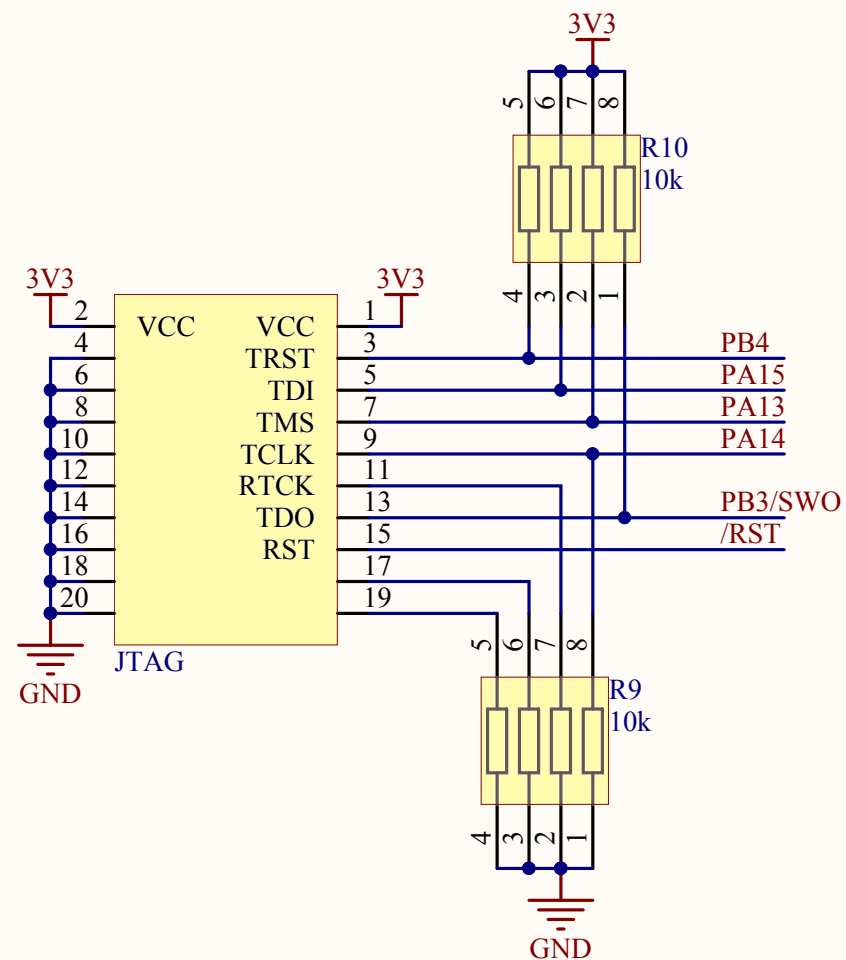 3V3
5 6 7 8
R10
10k
4 3 2 1
3V3
3V3
2 VCC VCC 1
4 TRST 3 PB4
6 TDI 5 PA15
8 TMS 7 PA13
10 TCLK 9 PA14
12 RTCK 11
14 TDO 13 PB3/SWO
16 RST 15 /RST
18 17
20 19
JTAG
GND
5 6 7 8
R9
10k
4 3 2 1
GND